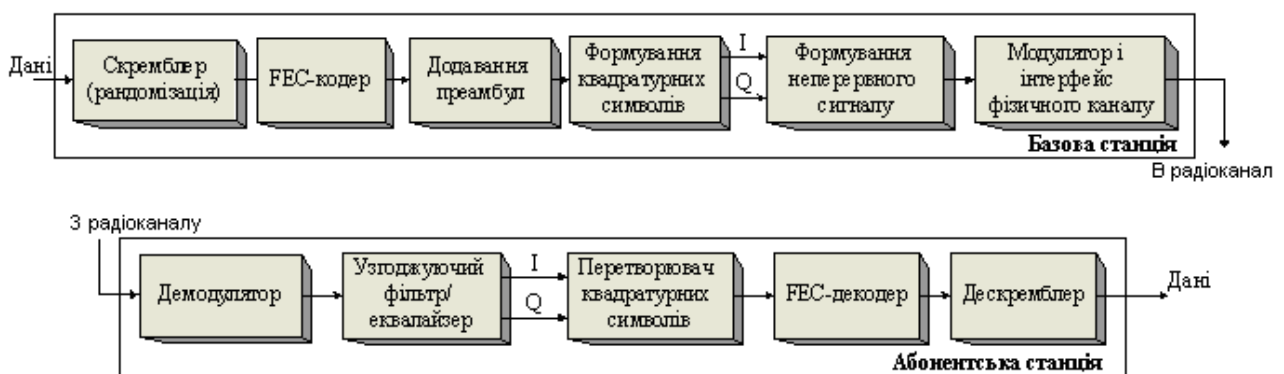 Дані
Скремблер
(рандомізація)
FEC-кодер
Додавання
преамбул
Формування
квадратурних
символів
I
Q
Формування
неперервного
сигналу
Модулятор і
інтерфейс
фізичного каналу
Базова станція
В радіоканал
З радіоканалу
Демодулятор
Узгоджуючий
фільтр/
еквалайзер
I
Q
Перетворювач
квадратурних
символів
FEC-декодер
Дескремблер
Дані
Абонентська станція